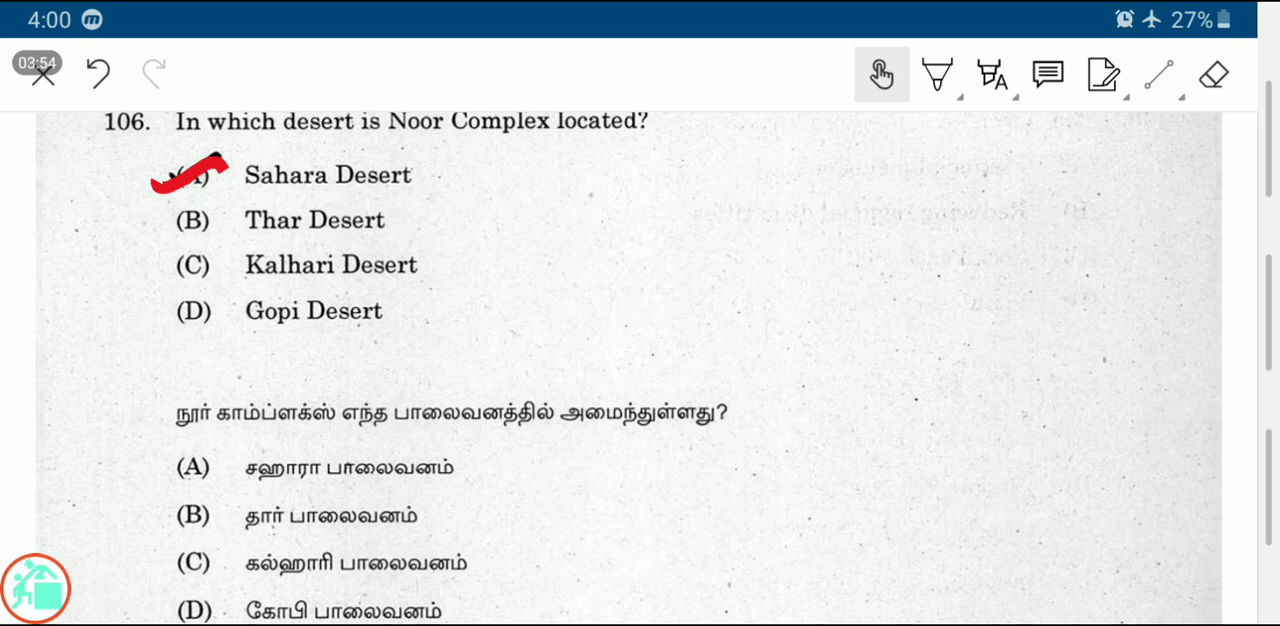 4:00 m 27%
03:54
106. In which desert is Noor Complex located?
(A) Sahara Desert
(B) Thar Desert
(C) Kalhari Desert
(D) Gopi Desert
நூர் காம்ப்ளக்ஸ் எந்த பாலைவனத்தில் அமைந்துள்ளது?
(A) சஹாரா பாலைவனம்
(B) தார் பாலைவனம்
(C) கல்ஹாரி பாலைவனம்
(D) கோபி பாலைவனம்